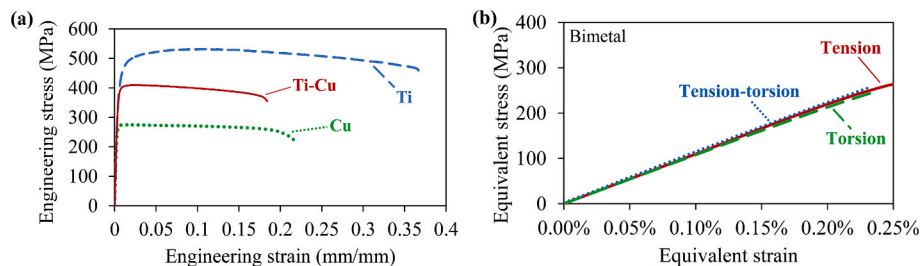 (a)
Engineering stress (MPa)
600
500
400
300
200
100
0
Ti-Cu
Ti
Cu
0 0.05 0.1 0.15 0.2 0.25 0.3 0.35 0.4
Engineering strain (mm/mm)
(b)
Equivalent stress (MPa)
400
300
200
100
0
Bimetal
Tension
Tension-torsion
Torsion
0.00% 0.05% 0.10% 0.15% 0.20% 0.25%
Equivalent strain